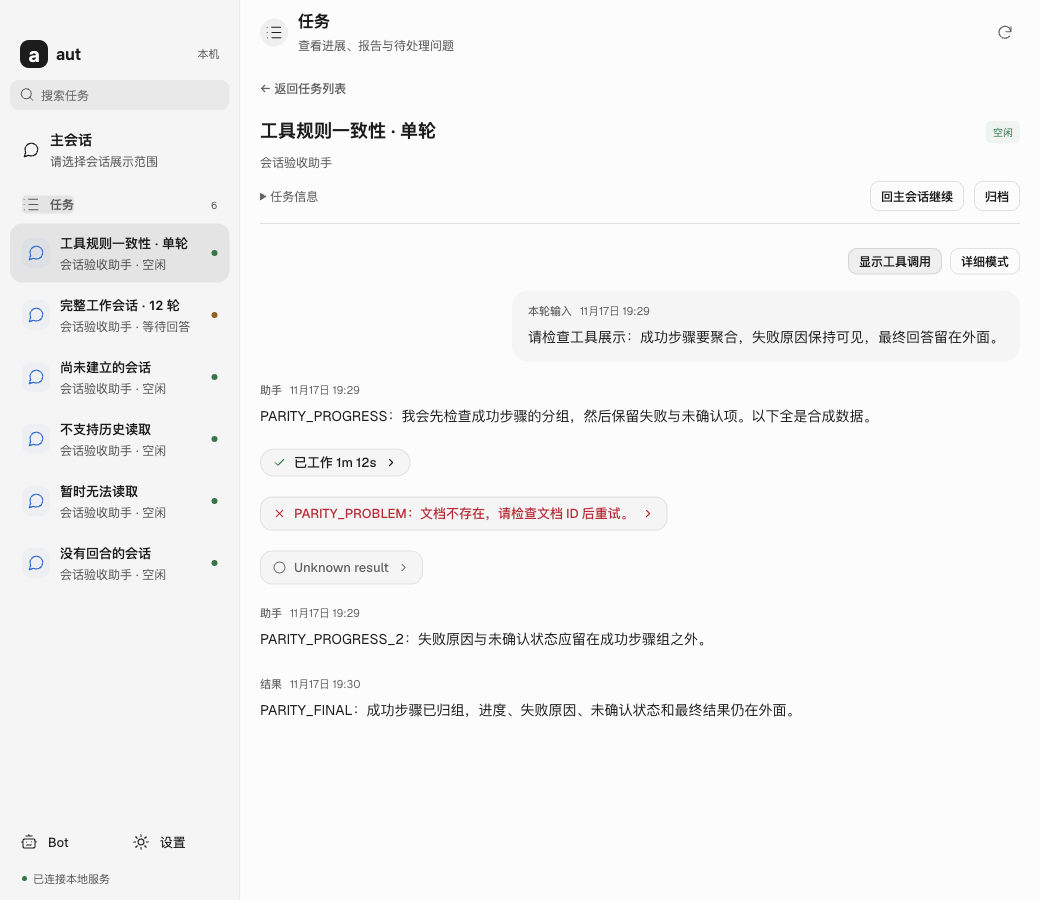 a aut
本机
搜索任务
主会话
请选择会话展示范围
任务
6
工具规则一致性 · 单轮
会话验收助手 · 空闲
完整工作会话 · 12 轮
会话验收助手 · 等待回答
尚未建立的会话
会话验收助手 · 空闲
不支持历史读取
会话验收助手 · 空闲
暂时无法读取
会话验收助手 · 空闲
没有回合的会话
会话验收助手 · 空闲
Bot
设置
已连接本地服务
任务
查看进展、报告与待处理问题
← 返回任务列表
工具规则一致性 · 单轮
空闲
会话验收助手
▶ 任务信息
回主会话继续
归档
显示工具调用
详细模式
本轮输入 11月17日 19:29
请检查工具展示：成功步骤要聚合，失败原因保持可见，最终回答留在外面。
助手 11月17日 19:29
PARITY_PROGRESS：我会先检查成功步骤的分组，然后保留失败与未确认项。以下全是合成数据。
已工作 1m 12s
PARITY_PROBLEM：文档不存在，请检查文档 ID 后重试。
Unknown result
助手 11月17日 19:29
PARITY_PROGRESS_2：失败原因与未确认状态应留在成功步骤组之外。
结果 11月17日 19:30
PARITY_FINAL：成功步骤已归组，进度、失败原因、未确认状态和最终结果仍在外面。